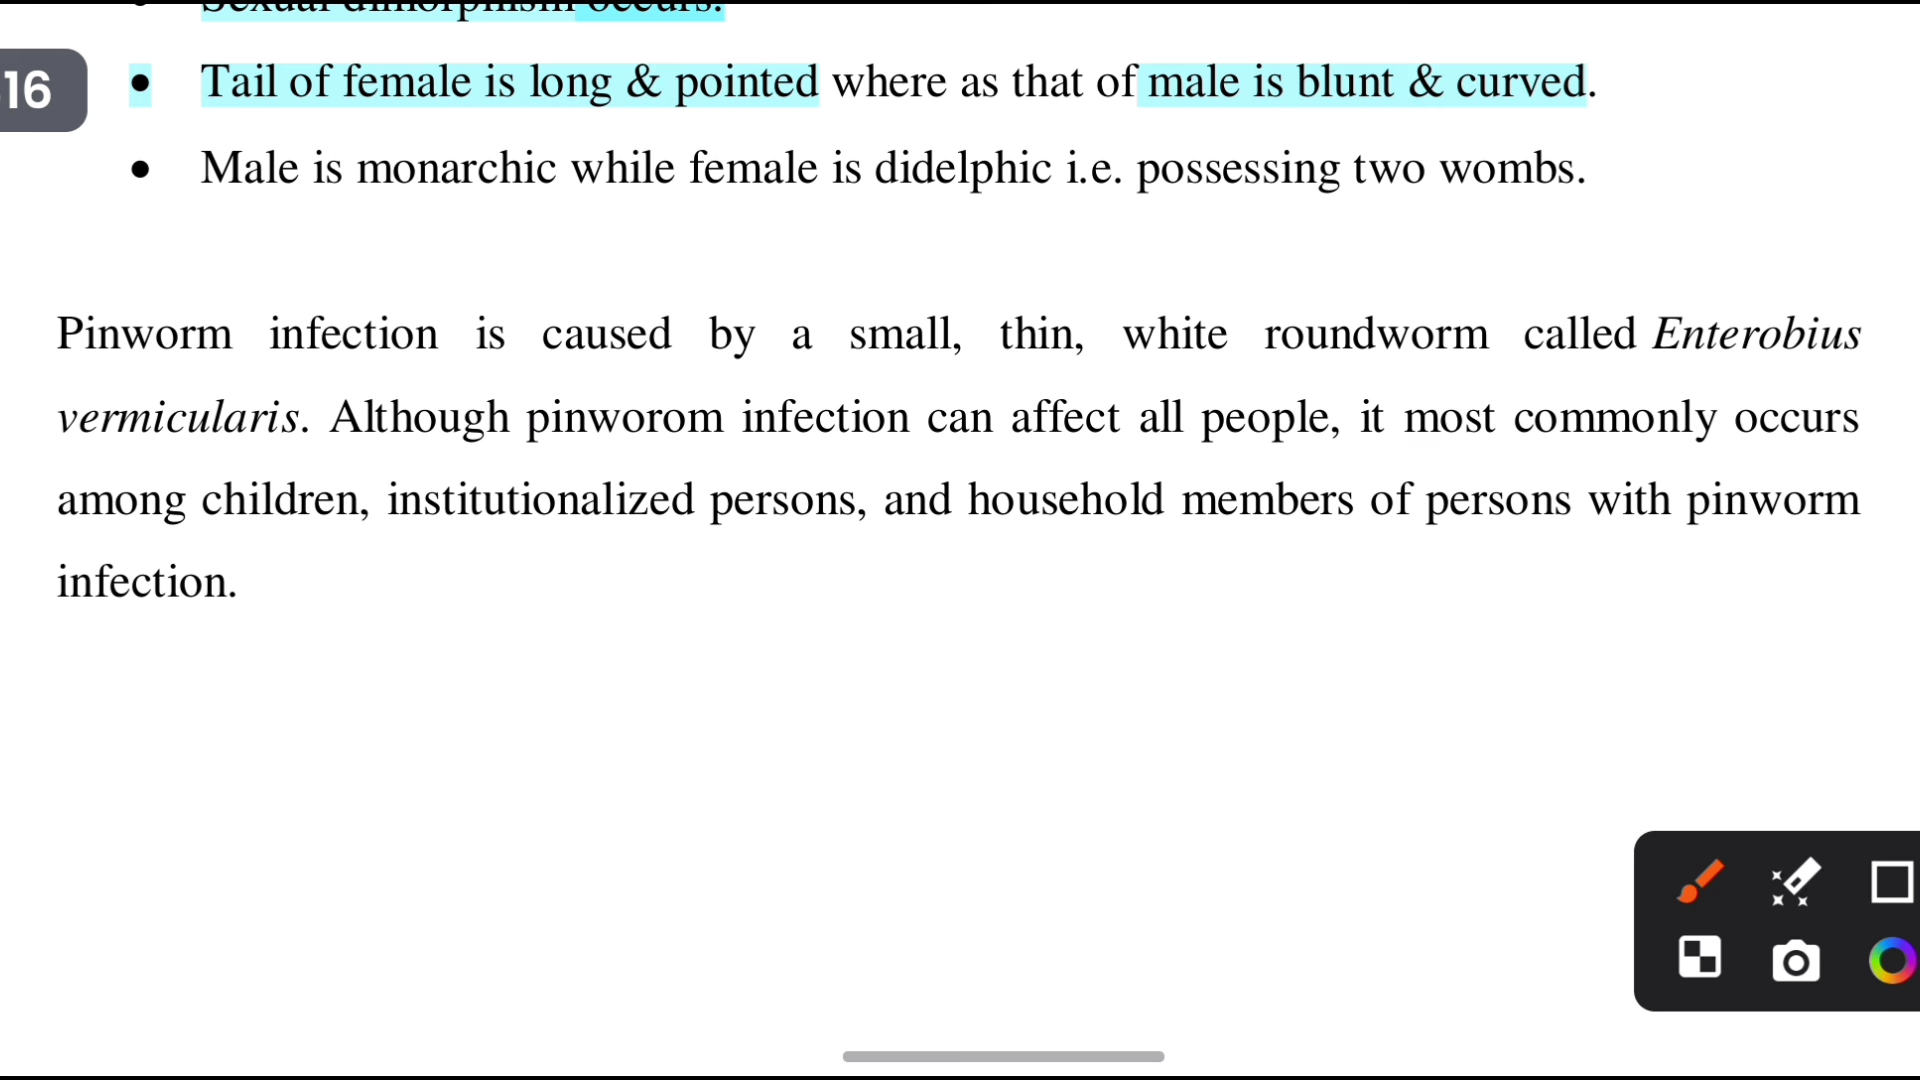 Sexual dimorphism occurs.
16
• Tail of female is long & pointed where as that of male is blunt & curved.
• Male is monarchic while female is didelphic i.e. possessing two wombs.
Pinworm infection is caused by a small, thin, white roundworm called Enterobius
vermicularis. Although pinworom infection can affect all people, it most commonly occurs
among children, institutionalized persons, and household members of persons with pinworm
infection.